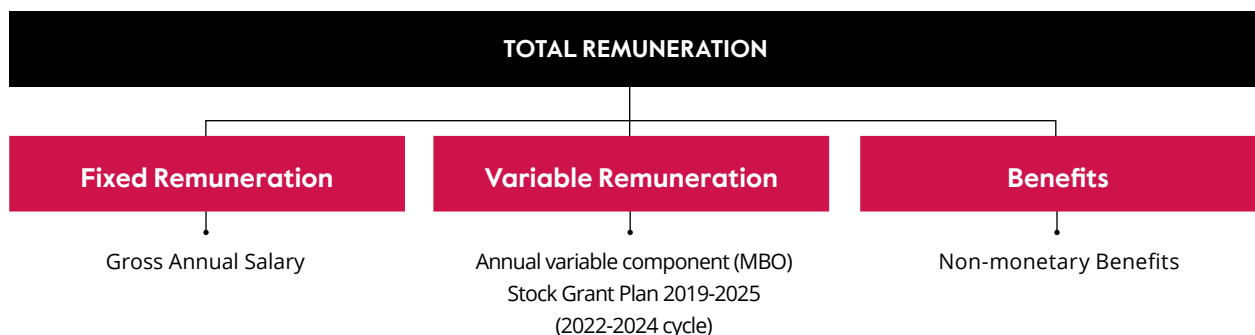 TOTAL REMUNERATION
Fixed Remuneration
Variable Remuneration
Benefits
Gross Annual Salary
Annual variable component (MBO)
Stock Grant Plan 2019-2025
(2022-2024 cycle)
Non-monetary Benefits